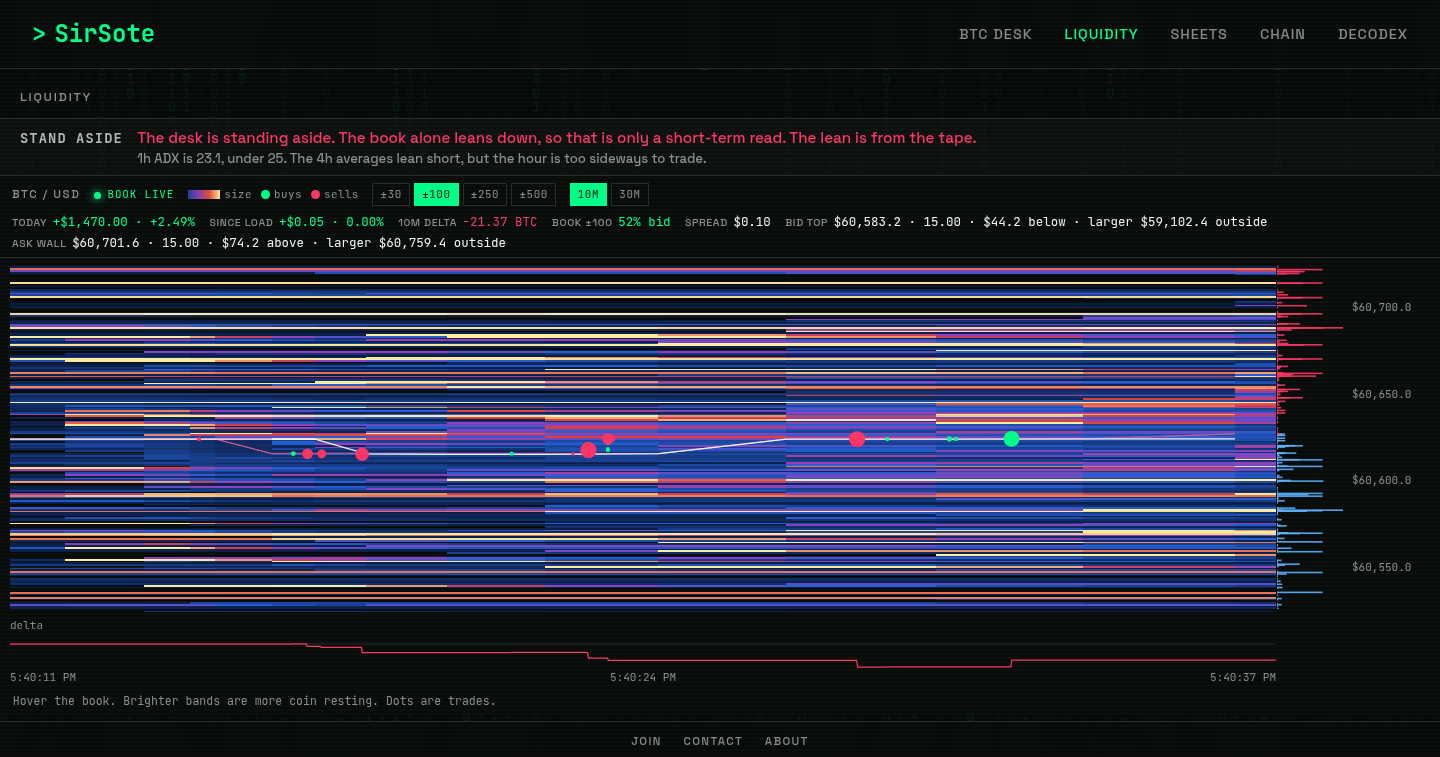 > SirSote
BTC DESK LIQUIDITY SHEETS CHAIN DECODEX
LIQUIDITY
STAND ASIDE The desk is standing aside. The book alone leans down, so that is only a short-term read. The lean is from the tape.
1h ADX is 23.1, under 25. The 4h averages lean short, but the hour is too sideways to trade.
BTC / USD BOOK LIVE size buys sells ±30 ±100 ±250 ±500 10M 30M
TODAY +$1,470.00 · +2.49% SINCE LOAD +$0.05 · 0.00% 10M DELTA -21.37 BTC BOOK ±100 52% bid SPREAD $0.10 BID TOP $60,583.2 · 15.00 · $44.2 below · larger $59,102.4 outside
ASK WALL $60,701.6 · 15.00 · $74.2 above · larger $60,759.4 outside
$60,700.0
$60,650.0
$60,600.0
$60,550.0
delta
5:40:11 PM 5:40:24 PM 5:40:37 PM
Hover the book. Brighter bands are more coin resting. Dots are trades.
JOIN CONTACT ABOUT